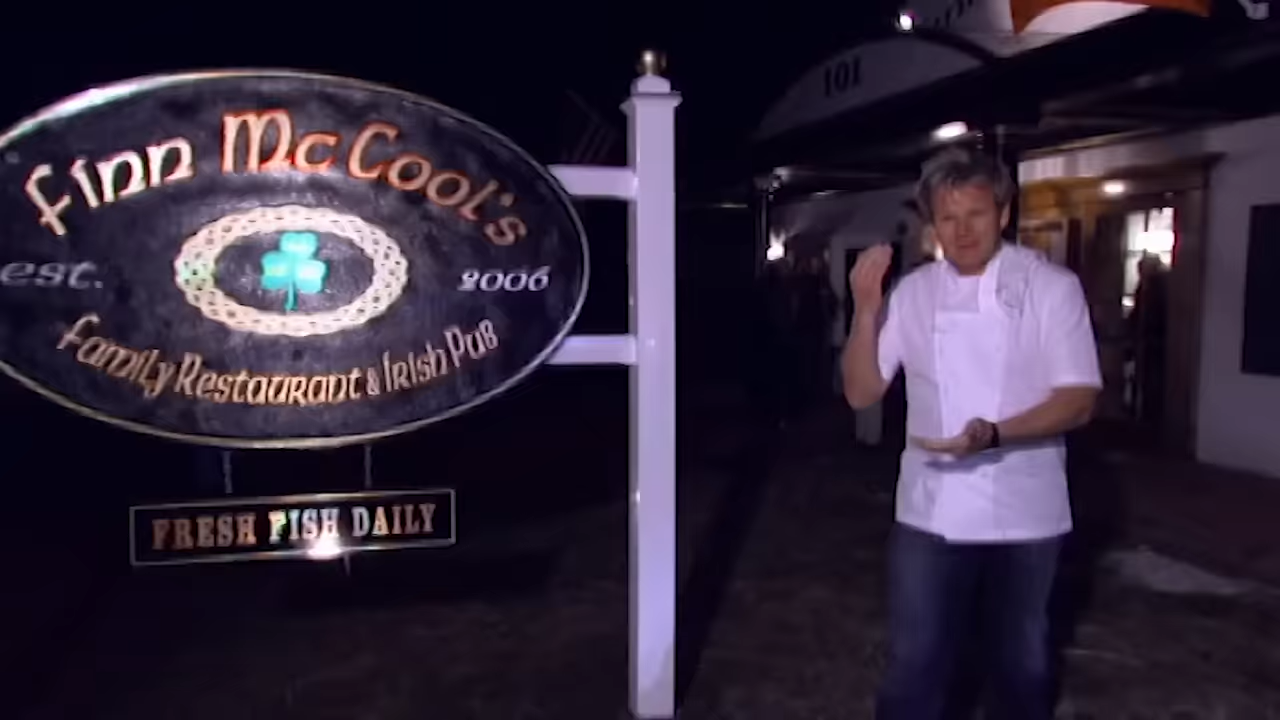 Finn McCool's
est. 2006
Family Restaurant & Irish Pub
FRESH FISH DAILY
101